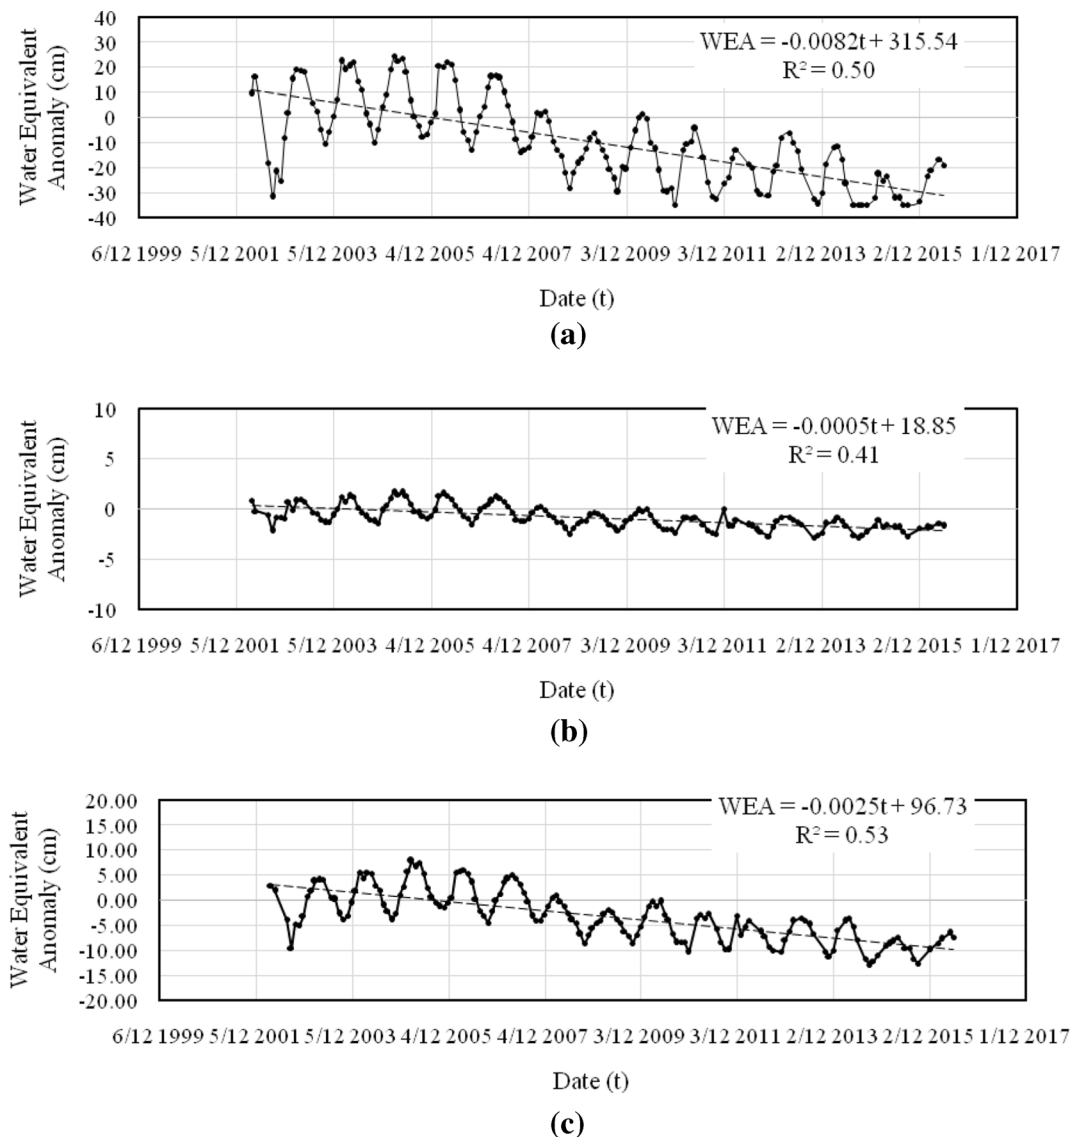 40
30
20
10
0
-10
-20
-30
-40
Water Equivalent
Anomaly (cm)
WEA = -0.0082t + 315.54
R² = 0.50
6/12 1999 5/12 2001 5/12 2003 4/12 2005 4/12 2007 3/12 2009 3/12 2011 2/12 2013 2/12 2015 1/12 2017
Date (t)
(a)
10
5
0
-5
-10
Water Equivalent
Anomaly (cm)
WEA = -0.0005t + 18.85
R² = 0.41
6/12 1999 5/12 2001 5/12 2003 4/12 2005 4/12 2007 3/12 2009 3/12 2011 2/12 2013 2/12 2015 1/12 2017
Date (t)
(b)
20.00
15.00
10.00
5.00
0.00
-5.00
-10.00
-15.00
-20.00
Water Equivalent
Anomaly (cm)
WEA = -0.0025t + 96.73
R² = 0.53
6/12 1999 5/12 2001 5/12 2003 4/12 2005 4/12 2007 3/12 2009 3/12 2011 2/12 2013 2/12 2015 1/12 2017
Date (t)
(c)